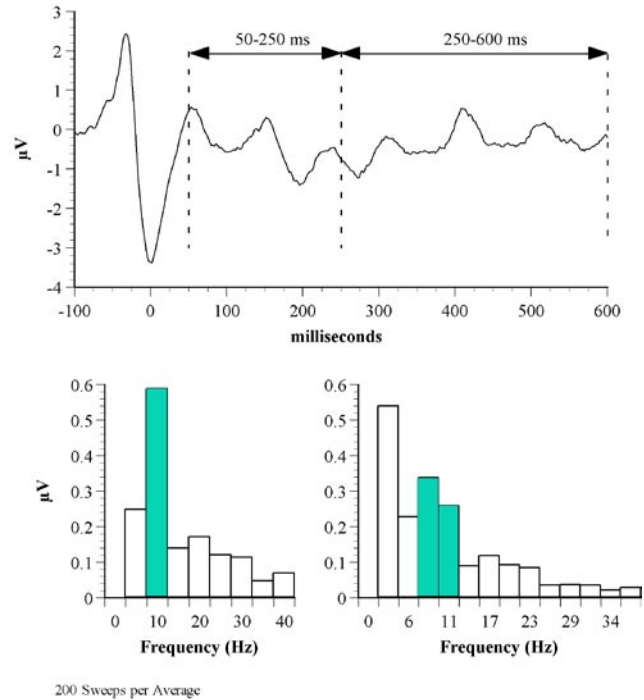 3
2
1
0
-1
-2
-3
-4
µV
50-250 ms
250-600 ms
-100 0 100 200 300 400 500 600
milliseconds
0.6
0.5
0.4
0.3
0.2
0.1
0
µV
0 10 20 30 40
Frequency (Hz)
0.6
0.5
0.4
0.3
0.2
0.1
0
0 6 11 17 23 29 34
Frequency (Hz)
200 Sweeps per Average